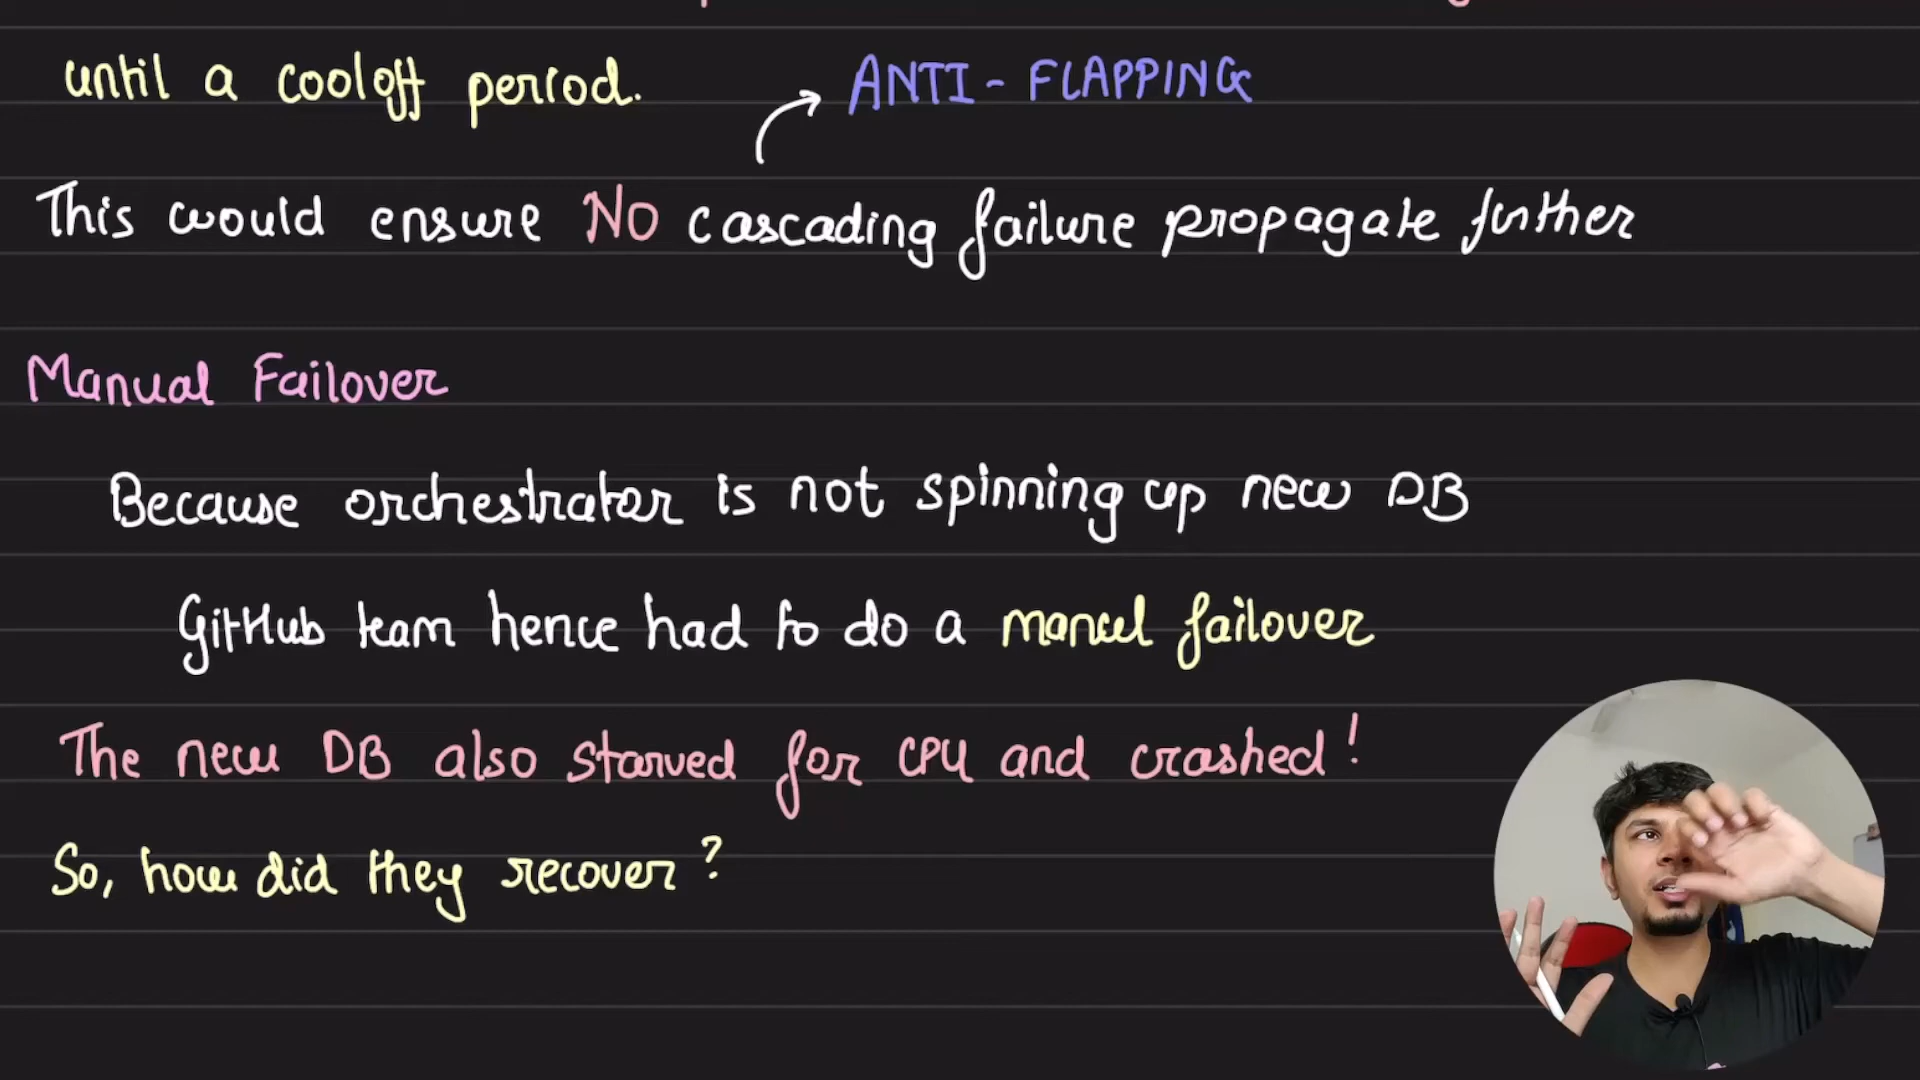 until a cooloff period.
ANTI - FLAPPING
This would ensure NO cascading failure propagate further
Manual Failover
Because orchestrator is not spinning up new DB
GitHub team hence had to do a manual failover
The new DB also starved for CPU and crashed!
So, how did they recover?